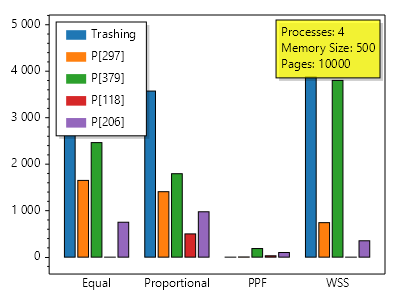 5 000
4 000
3 000
2 000
1 000
0
Trashing
P[297]
P[379]
P[118]
P[206]
Processes: 4
Memory Size: 500
Pages: 10000
Equal Proportional PPF WSS